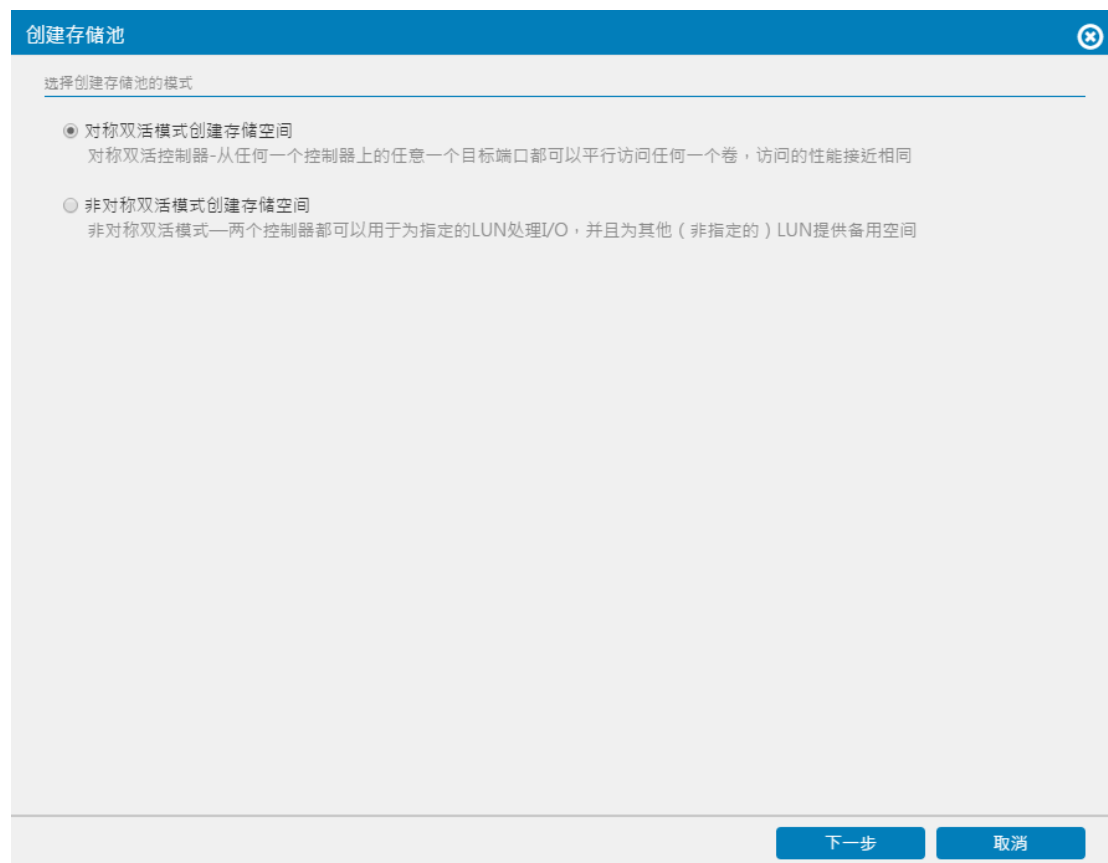 创建存储池
选择创建存储池的模式
对称双活模式创建存储空间
对称双活控制器-从任何一个控制器上的任意一个目标端口都可以平行访问任何一个卷，访问的性能接近相同
非对称双活模式创建存储空间
非对称双活模式—两个控制器都可以用于为指定的LUN处理I/O，并且为其他（非指定的）LUN提供备用空间
下一步
取消